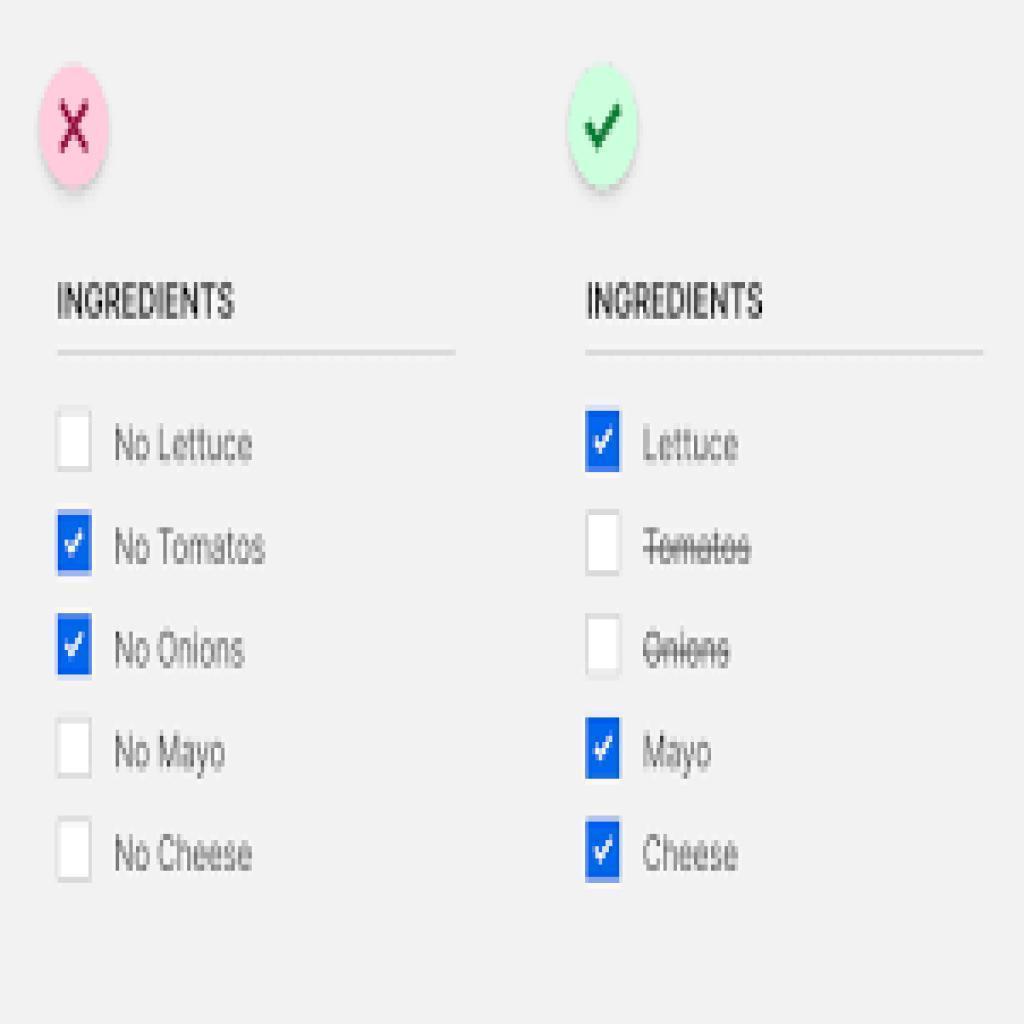 INGREDIENTS
No Lettuce
No Tomatos
No Onions
No Mayo
No Cheese
INGREDIENTS
Lettuce
Tomatos
Onions
Mayo
Cheese